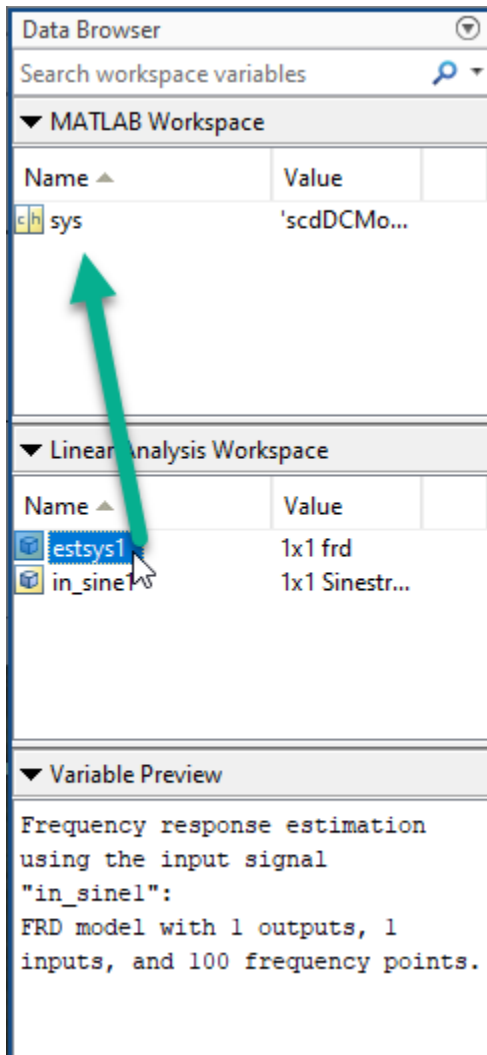 Data Browser
Search workspace variables
MATLAB Workspace
Name Value
ch sys 'scdDCMo...
Linear Analysis Workspace
Name Value
estsys1 1x1 frd
in_sine1 1x1 Sinestr...
Variable Preview
Frequency response estimation
using the input signal
"in_sine1":
FRD model with 1 outputs, 1
inputs, and 100 frequency points.